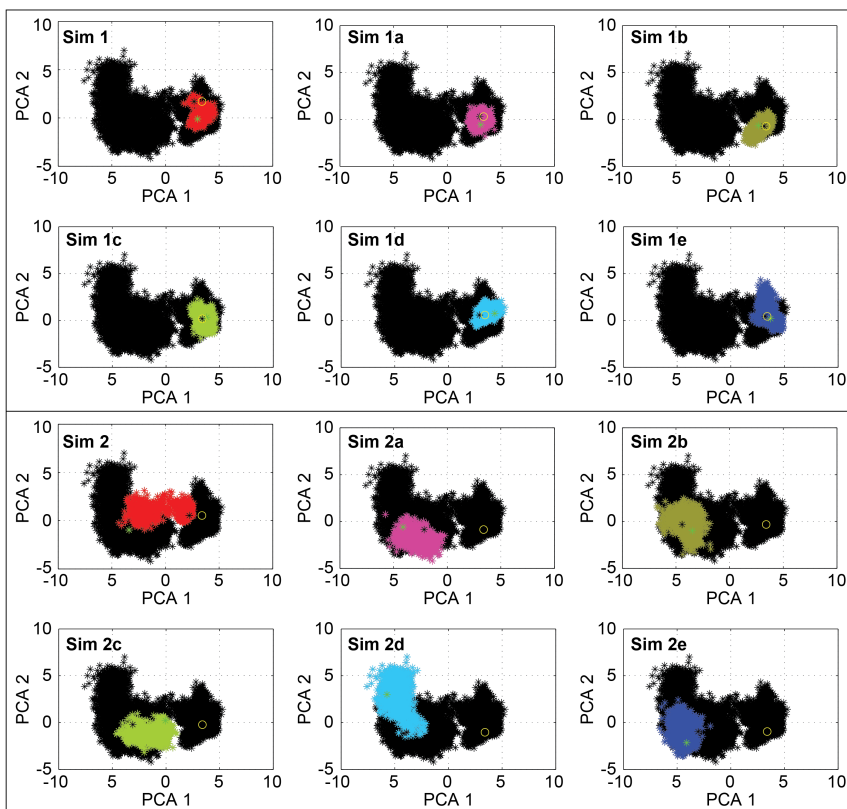 Sim 1
10
5
0
-5
PCA 2
10 5 0 5 10
PCA 1
Sim 1a
10
5
0
-5
PCA 2
10 5 0 5 10
PCA 1
Sim 1b
10
5
0
-5
PCA 2
10 5 0 5 10
PCA 1
Sim 1c
10
5
0
-5
PCA 2
10 5 0 5 10
PCA 1
Sim 1d
10
5
0
-5
PCA 2
10 5 0 5 10
PCA 1
Sim 1e
10
5
0
-5
PCA 2
10 5 0 5 10
PCA 1
Sim 2
10
5
0
-5
PCA 2
10 5 0 5 10
PCA 1
Sim 2a
10
5
0
-5
PCA 2
10 5 0 5 10
PCA 1
Sim 2b
10
5
0
-5
PCA 2
10 5 0 5 10
PCA 1
Sim 2c
10
5
0
-5
PCA 2
10 5 0 5 10
PCA 1
Sim 2d
10
5
0
-5
PCA 2
10 5 0 5 10
PCA 1
Sim 2e
10
5
0
-5
PCA 2
10 5 0 5 10
PCA 1